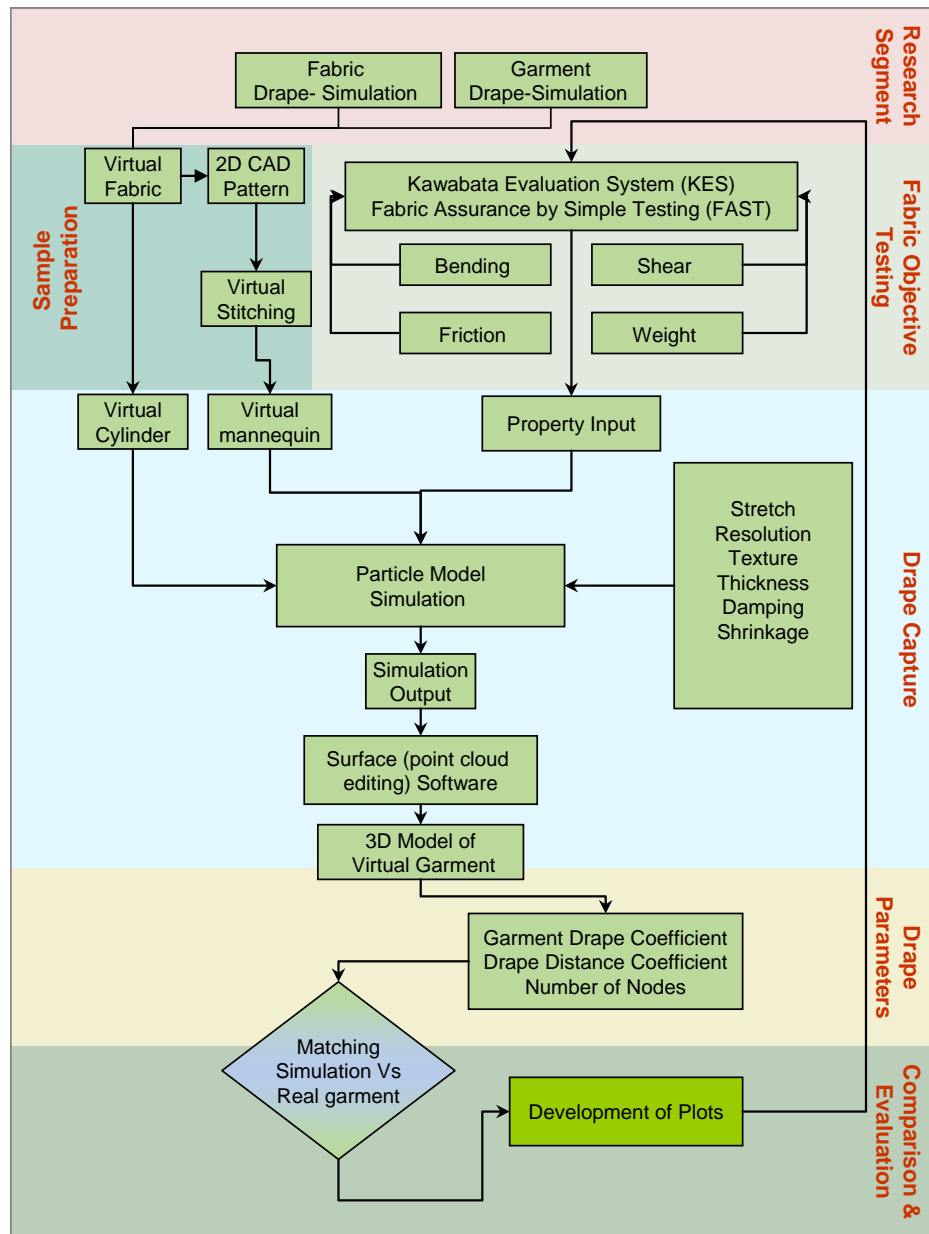 Research
Segment
Fabric
Drape- Simulation
Garment
Drape-Simulation
Sample
Preparation
Virtual
Fabric
2D CAD
Pattern
Virtual
Stitching
Kawabata Evaluation System (KES)
Fabric Assurance by Simple Testing (FAST)
Bending
Shear
Friction
Weight
Fabric Objective
Testing
Virtual
Cylinder
Virtual
mannequin
Property Input
Stretch
Resolution
Texture
Thickness
Damping
Shrinkage
Particle Model
Simulation
Simulation
Output
Surface (point cloud
editing) Software
3D Model of
Virtual Garment
Drape Capture
Garment Drape Coefficient
Drape Distance Coefficient
Number of Nodes
Drape
Parameters
Matching
Simulation Vs
Real garment
Development of Plots
Comparison &
Evaluation